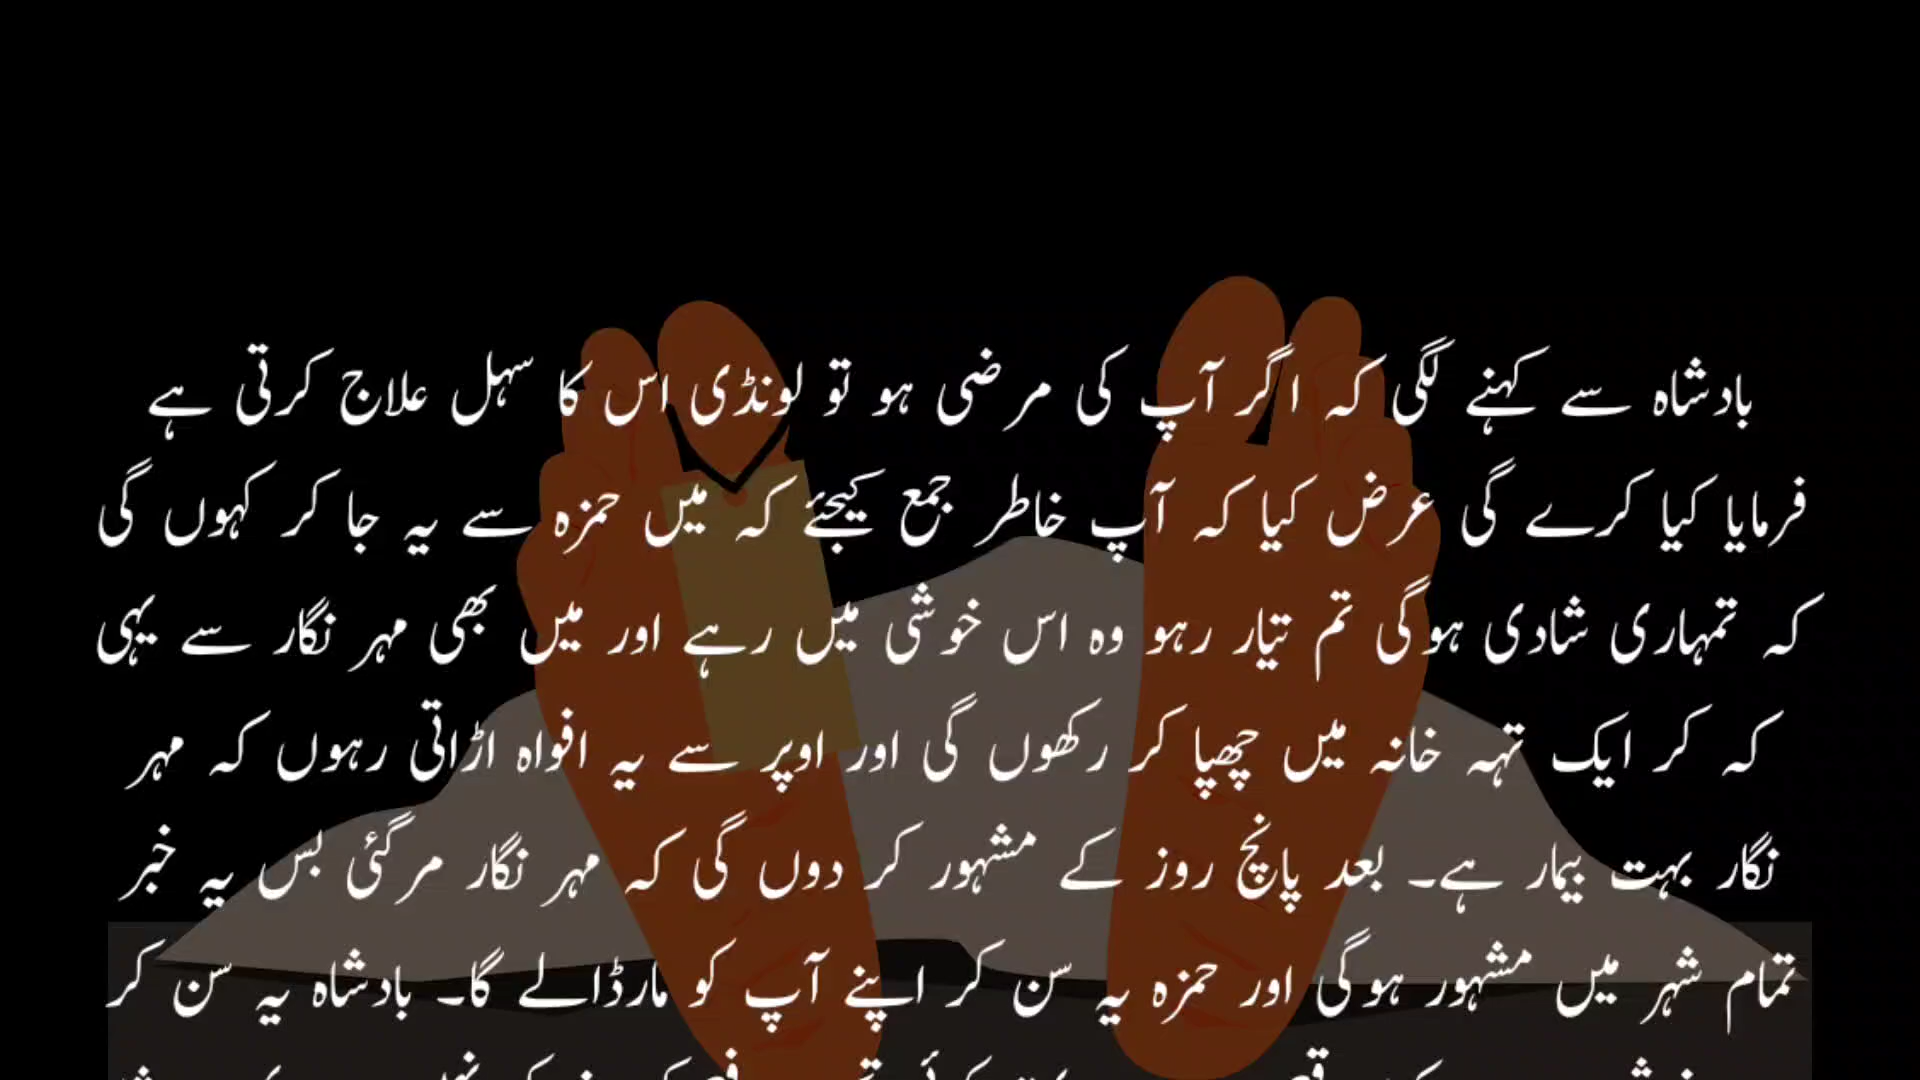 بادشاہ سے کہنے لگی کہ اگر آپ کی مرضی ہو تو لونڈی اس کا سہل علاج کرتی ہے
فرمایا کیا کرے گی عرض کیا کہ آپ خاطر جمع کیجئے کہ میں حمزہ سے یہ جا کر کہوں گی
کہ تمہاری شادی ہوگی تم تیار رہو وہ اس خوشی میں رہے اور میں بھی مہر نگار سے یہی
کہ کر ایک تہہ خانہ میں چھپا کر رکھوں گی اور اوپر سے یہ افواہ اڑاتی رہوں کہ مہر
نگار بہت بیمار ہے۔ بعد پانچ روز کے مشہور کر دوں گی کہ مہر نگار مرگئی بس یہ خبر
تمام شہر میں مشہور ہوگی اور حمزہ یہ سن کر اپنے آپ کو مارڈالے گا۔ بادشاہ یہ سن کر